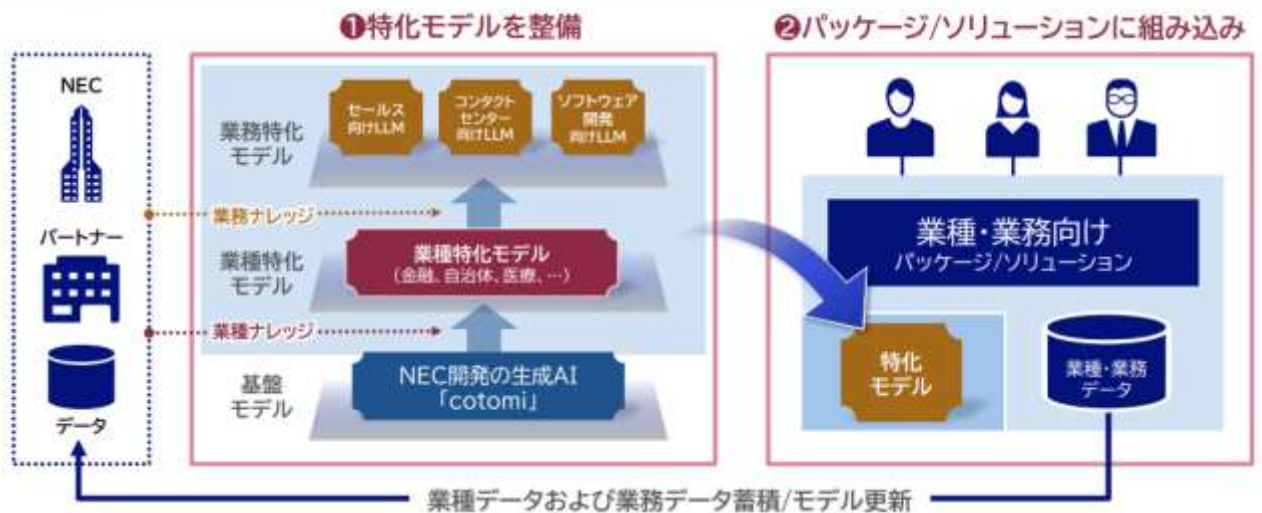 ❶特化モデルを整備
❷パッケージ/ソリューションに組み込み
NEC
パートナー
データ
業務特化
モデル
セールス
向けLLM
コンタクト
センター
向けLLM
ソフトウェア
開発
向けLLM
業務ナレッジ
業種特化
モデル
業種特化モデル
(金融、自治体、医療、…)
業種ナレッジ
基盤
モデル
NEC開発の生成AI
「cotomi」
業種・業務向け
パッケージ/ソリューション
特化
モデル
業種・業務
データ
業種データおよび業務データ蓄積/モデル更新